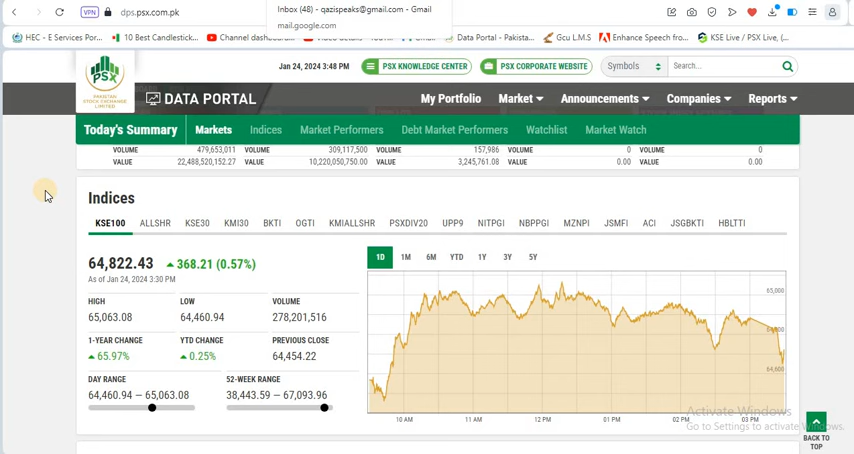 Inbox (48) - qazispeaks@gmail.com - Gmail
mail.google.com
VPN dps.psx.com.pk
HEC - E Services Por... 10 Best Candlestick... Channel dashboard Data Portal - Pakista... Gcu L.M.S Enhance Speech fro... KSE Live / PSX Live, (...
Jan 24, 2024 3:48 PM PSX KNOWLEDGE CENTER PSX CORPORATE WEBSITE Symbols Search...
PSX
PAKISTAN
STOCK EXCHANGE
LIMITED
DATA PORTAL My Portfolio Market Announcements Companies Reports
Today's Summary Markets Indices Market Performers Debt Market Performers Watchlist Market Watch
VOLUME 479,653,011 VOLUME 309,117,500 VOLUME 157,986 VOLUME 0 VOLUME 0
VALUE 22,488,520,152.27 VALUE 10,220,050,750.00 VALUE 3,245,761.08 VALUE 0.00 VALUE 0.00
Indices
KSE100 ALLSHR KSE30 KMI30 BKTI OGTI KMIALLSHR PSXDIV20 UPP9 NITPGI NBPPGI MZNPI JSMFI ACI JSGBKTI HBLTTI
64,822.43 368.21 (0.57%)
As of Jan 24, 2024 3:30 PM
HIGH LOW VOLUME
65,063.08 64,460.94 278,201,516
1-YEAR CHANGE YTD CHANGE PREVIOUS CLOSE
65.97% 0.25% 64,454.22
DAY RANGE 52-WEEK RANGE
64,460.94 — 65,063.08 38,443.59 — 67,093.96
1D 1M 6M YTD 1Y 3Y 5Y
65,000
64,800
64,600
10 AM 11 AM 12 PM 01 PM 02 PM 03 PM
Activate Windows
Go to Settings to activate Windows.
BACK TO
TOP